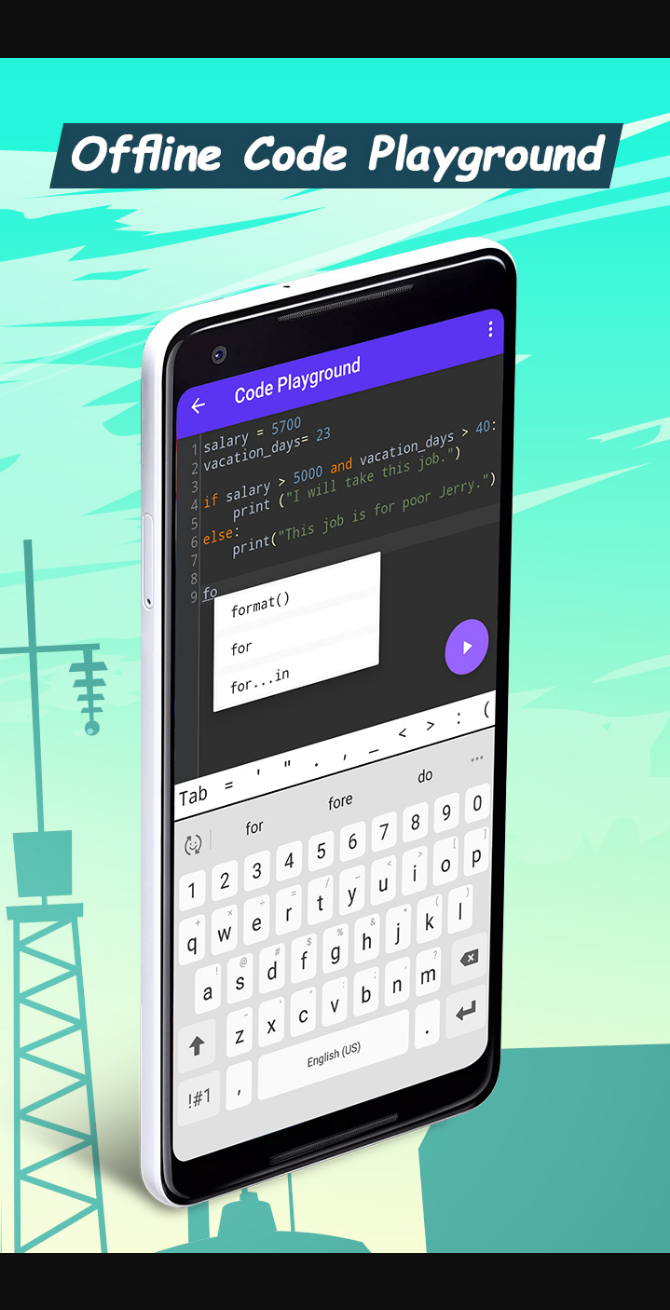 Offline Code Playground
Code Playground
1 salary = 5700
2 vacation_days= 23
3
4 if salary > 5000 and vacation_days > 40:
5 print ("I will take this job.")
6 else:
7 print("This job is for poor Jerry.")
8
9 fo
format()
for
for...in
Tab = ' " . , _ < > : (
for fore do ...
1 2 3 4 5 6 7 8 9 0
q w e r t y u i o p
a s d f g h j k l
z x c v b n m
!#1 , English (US) .